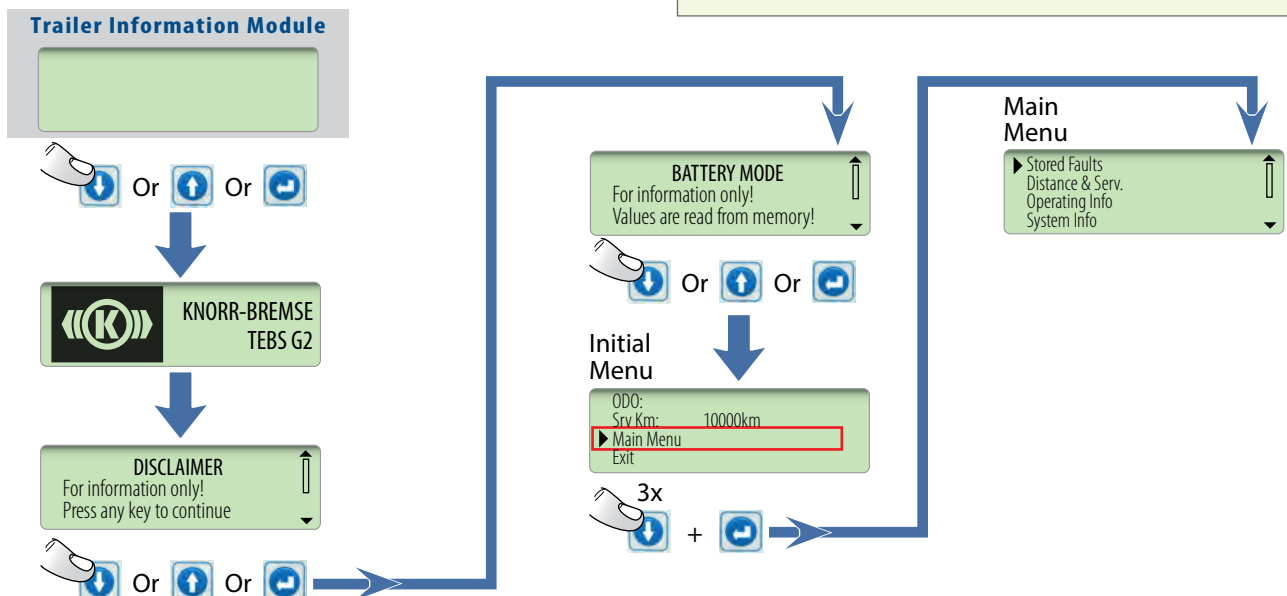 Trailer Information Module
Or Or
KNORR-BREMSE
TEBS G2
DISCLAIMER
For information only!
Press any key to continue
Or Or
BATTERY MODE
For information only!
Values are read from memory!
Or Or
Initial
Menu
ODO:
Srv Km: 10000km
Main Menu
Exit
3x
+
Main
Menu
Stored Faults
Distance & Serv.
Operating Info
System Info